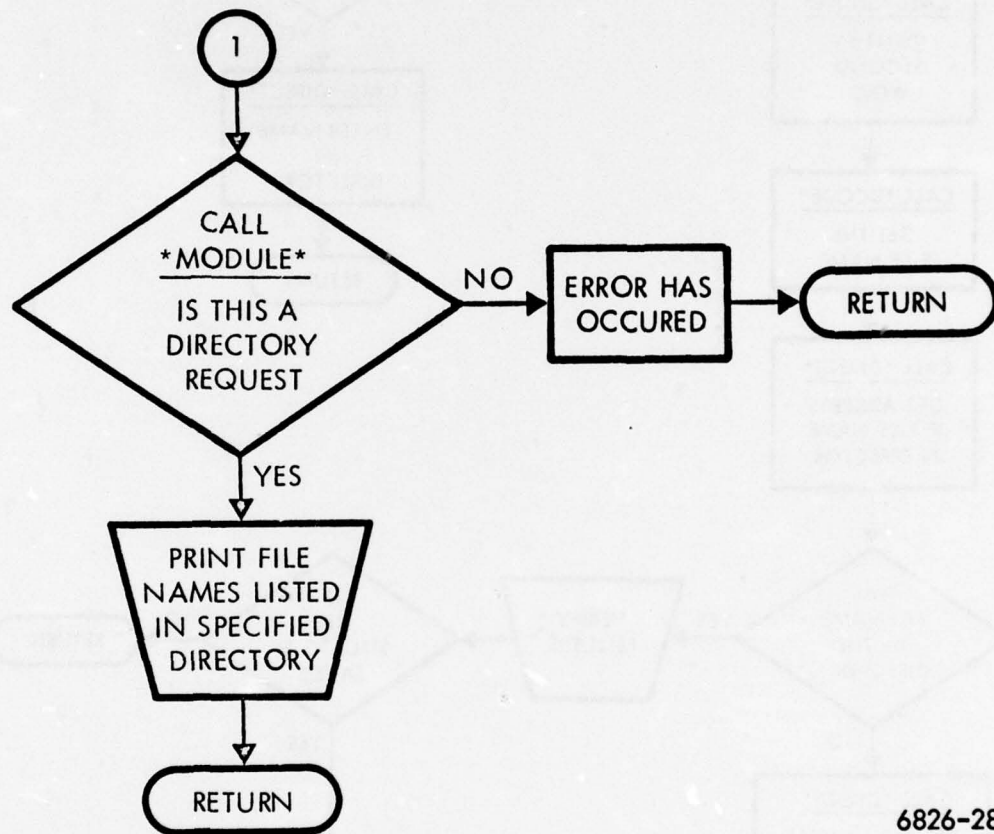 1
CALL
*MODULE*
IS THIS A
DIRECTORY
REQUEST
NO
ERROR HAS
OCCURED
RETURN
YES
PRINT FILE
NAMES LISTED
IN SPECIFIED
DIRECTORY
RETURN
6826-28